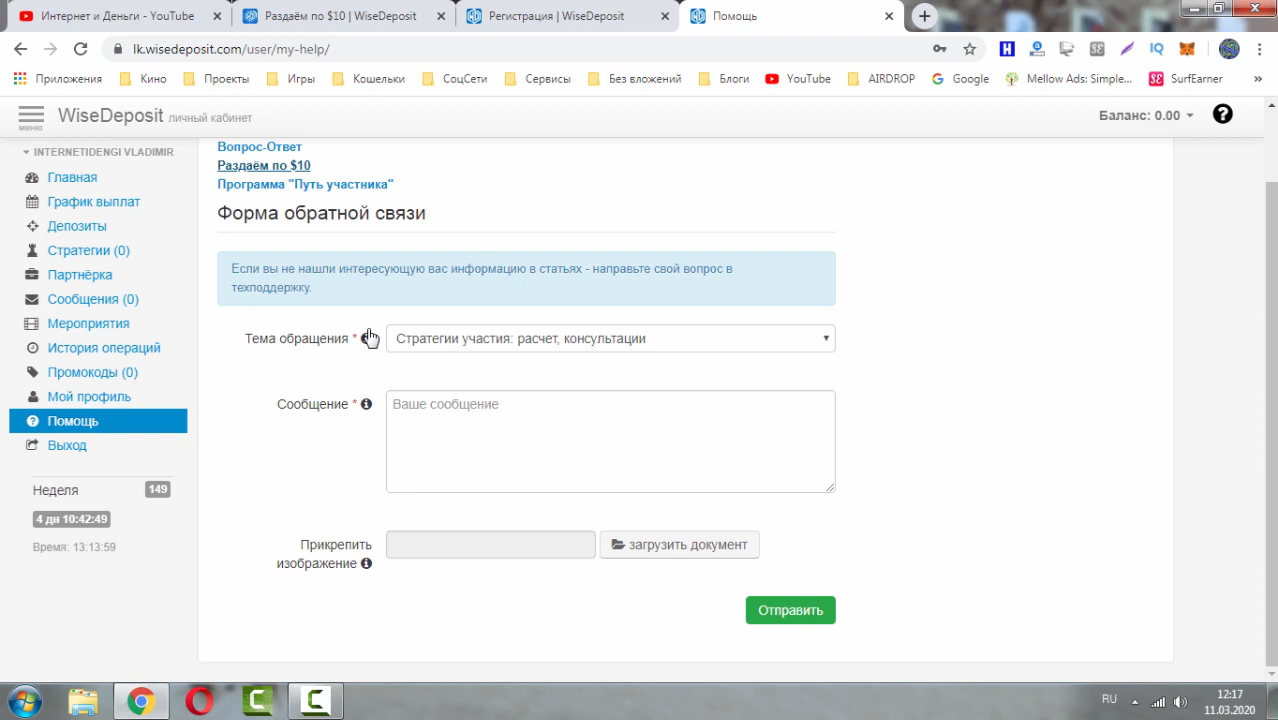 Интернет и Деньги - YouTube
Раздаём по $10 | WiseDeposit
Регистрация | WiseDeposit
Помощь
lk.wisedeposit.com/user/my-help/
Приложения
Кино
Проекты
Игры
Кошельки
СоцСети
Сервисы
Без вложений
Блоги
YouTube
AIRDROP
Google
Mellow Ads: Simple...
SurfEarner
»
меню
WiseDeposit личный кабинет
Баланс: 0.00
INTERNETIDENGI VLADIMIR
Главная
График выплат
Депозиты
Стратегии (0)
Партнёрка
Сообщения (0)
Мероприятия
История операций
Промокоды (0)
Мой профиль
Помощь
Выход
Неделя 149
4 дн 10:42:49
Время: 13:13:59
Вопрос-Ответ
Раздаём по $10
Программа "Путь участника"
Форма обратной связи
Если вы не нашли интересующую вас информацию в статьях - направьте свой вопрос в
техподдержку.
Тема обращения *
Стратегии участия: расчет, консультации
Сообщение *
Ваше сообщение
Прикрепить
изображение
загрузить документ
Отправить
RU
12:17
11.03.2020